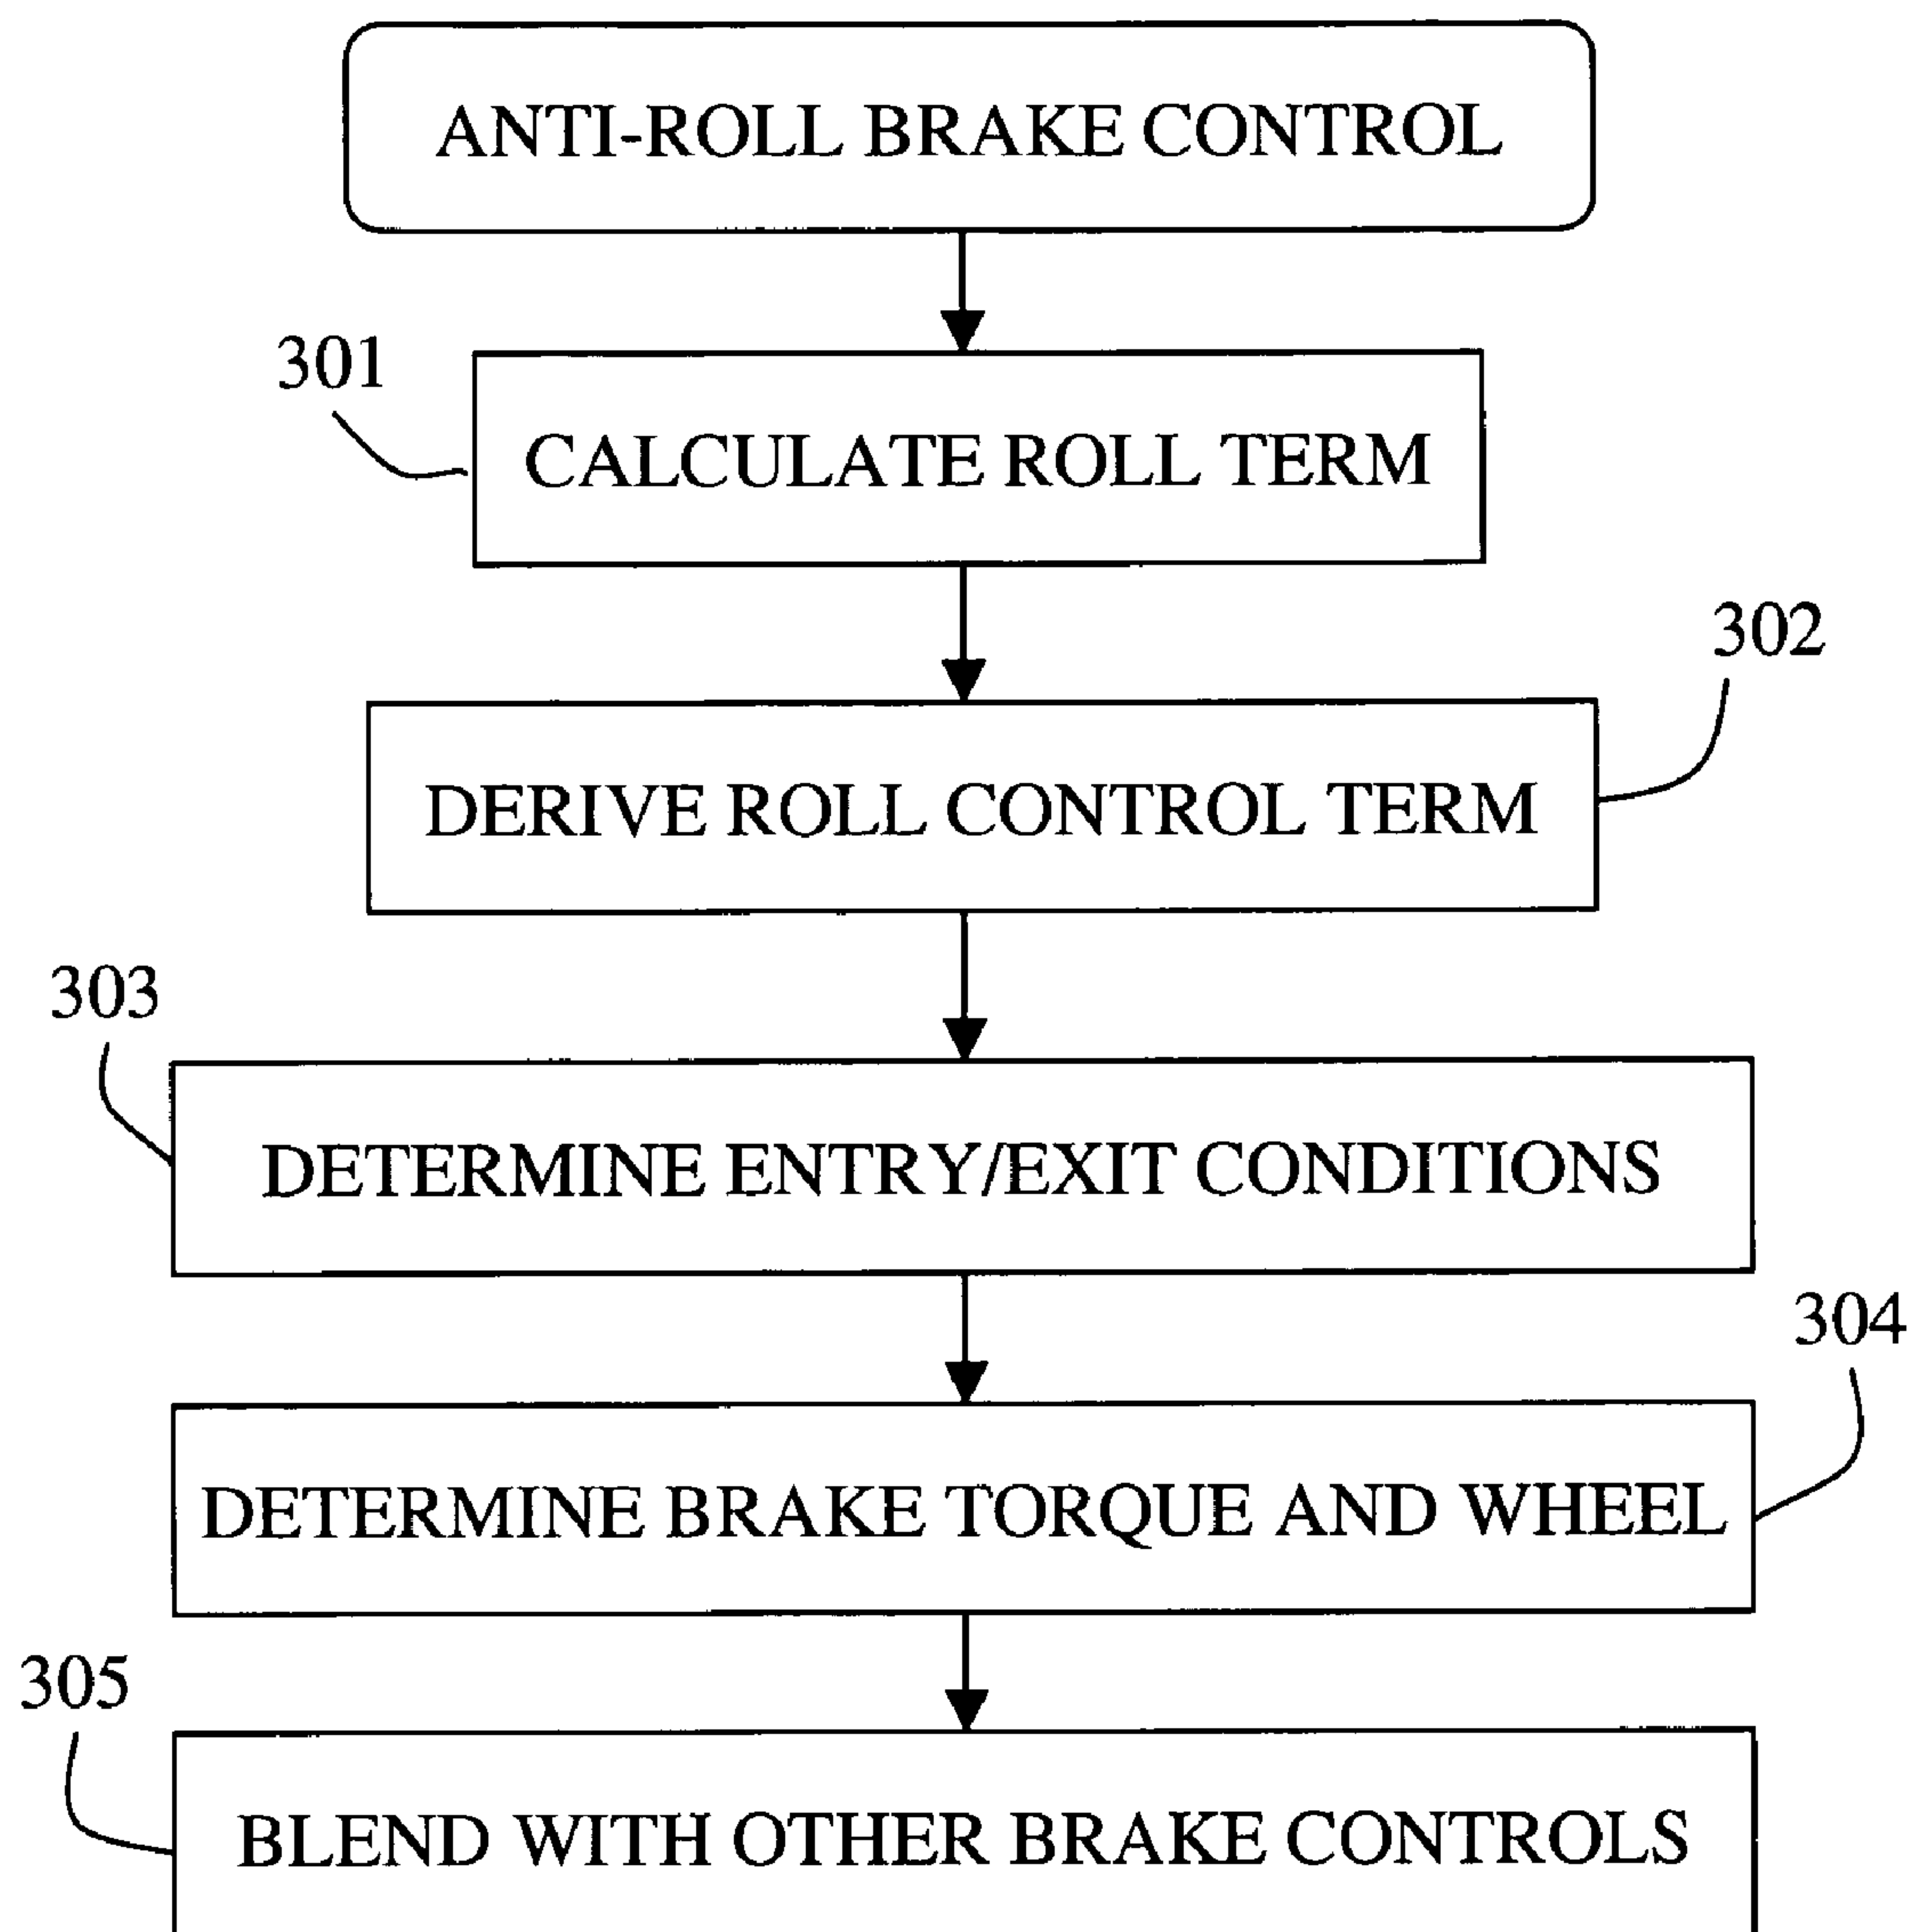 ANTI-ROLL BRAKE CONTROL
301
CALCULATE ROLL TERM
302
DERIVE ROLL CONTROL TERM
303
DETERMINE ENTRY/EXIT CONDITIONS
304
DETERMINE BRAKE TORQUE AND WHEEL
305
BLEND WITH OTHER BRAKE CONTROLS